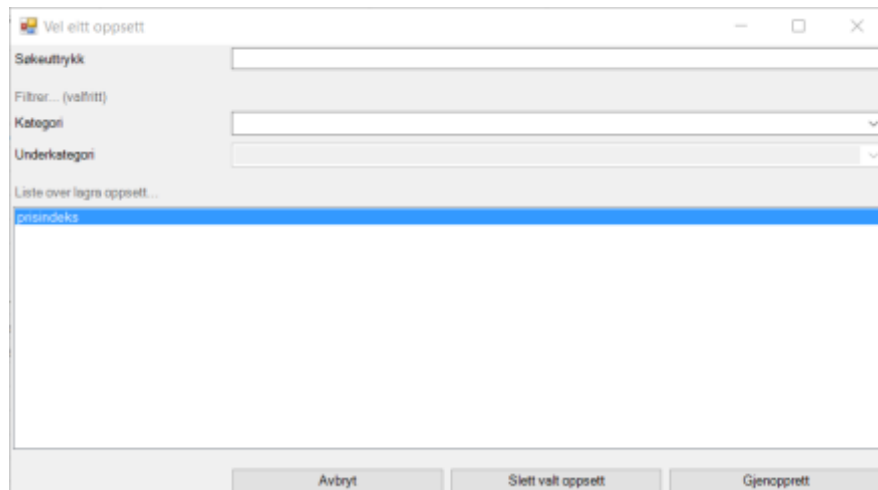 Vel eitt oppsett
Søkeuttrykk
Filtrer... (valfritt)
Kategori
Underkategori
Liste over lagra oppsett...
prisindeks
Avbryt Slett valt oppsett Gjenopprett